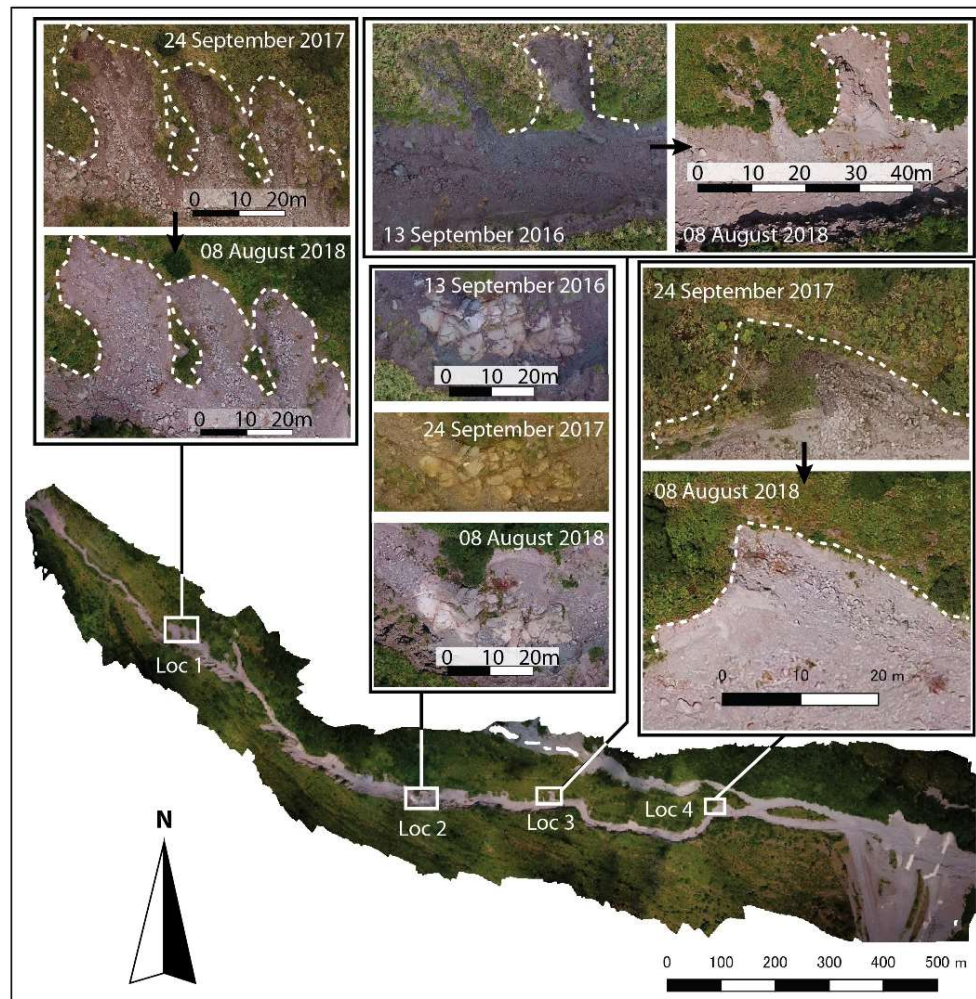 24 September 2017
0 10 20m
08 August 2018
0 10 20m
13 September 2016
0 10 20 30 40m
08 August 2018
13 September 2016
0 10 20m
24 September 2017
08 August 2018
0 10 20m
24 September 2017
08 August 2018
0 10 20 m
Loc 1
Loc 2
Loc 3
Loc 4
N
0 100 200 300 400 500 m